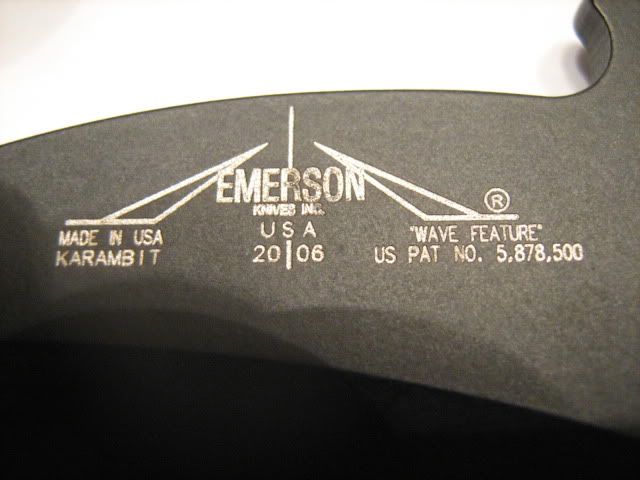 EMERSON
KNIVES INC.
®
MADE IN USA
KARAMBIT
USA
20 06
"WAVE FEATURE"
US PAT NO. 5,878,500